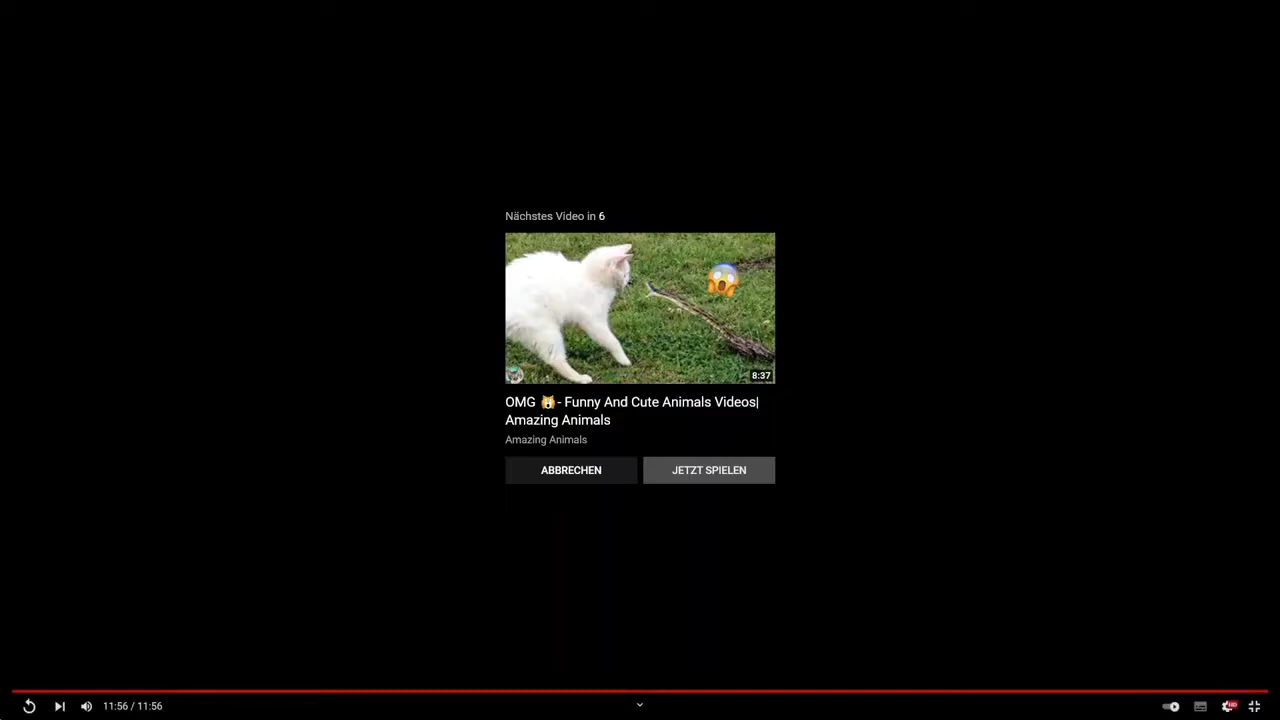 Nächstes Video in 6
8:37
OMG 🙀- Funny And Cute Animals Videos|
Amazing Animals
Amazing Animals
ABBRECHEN
JETZT SPIELEN
11:56 / 11:56
HD